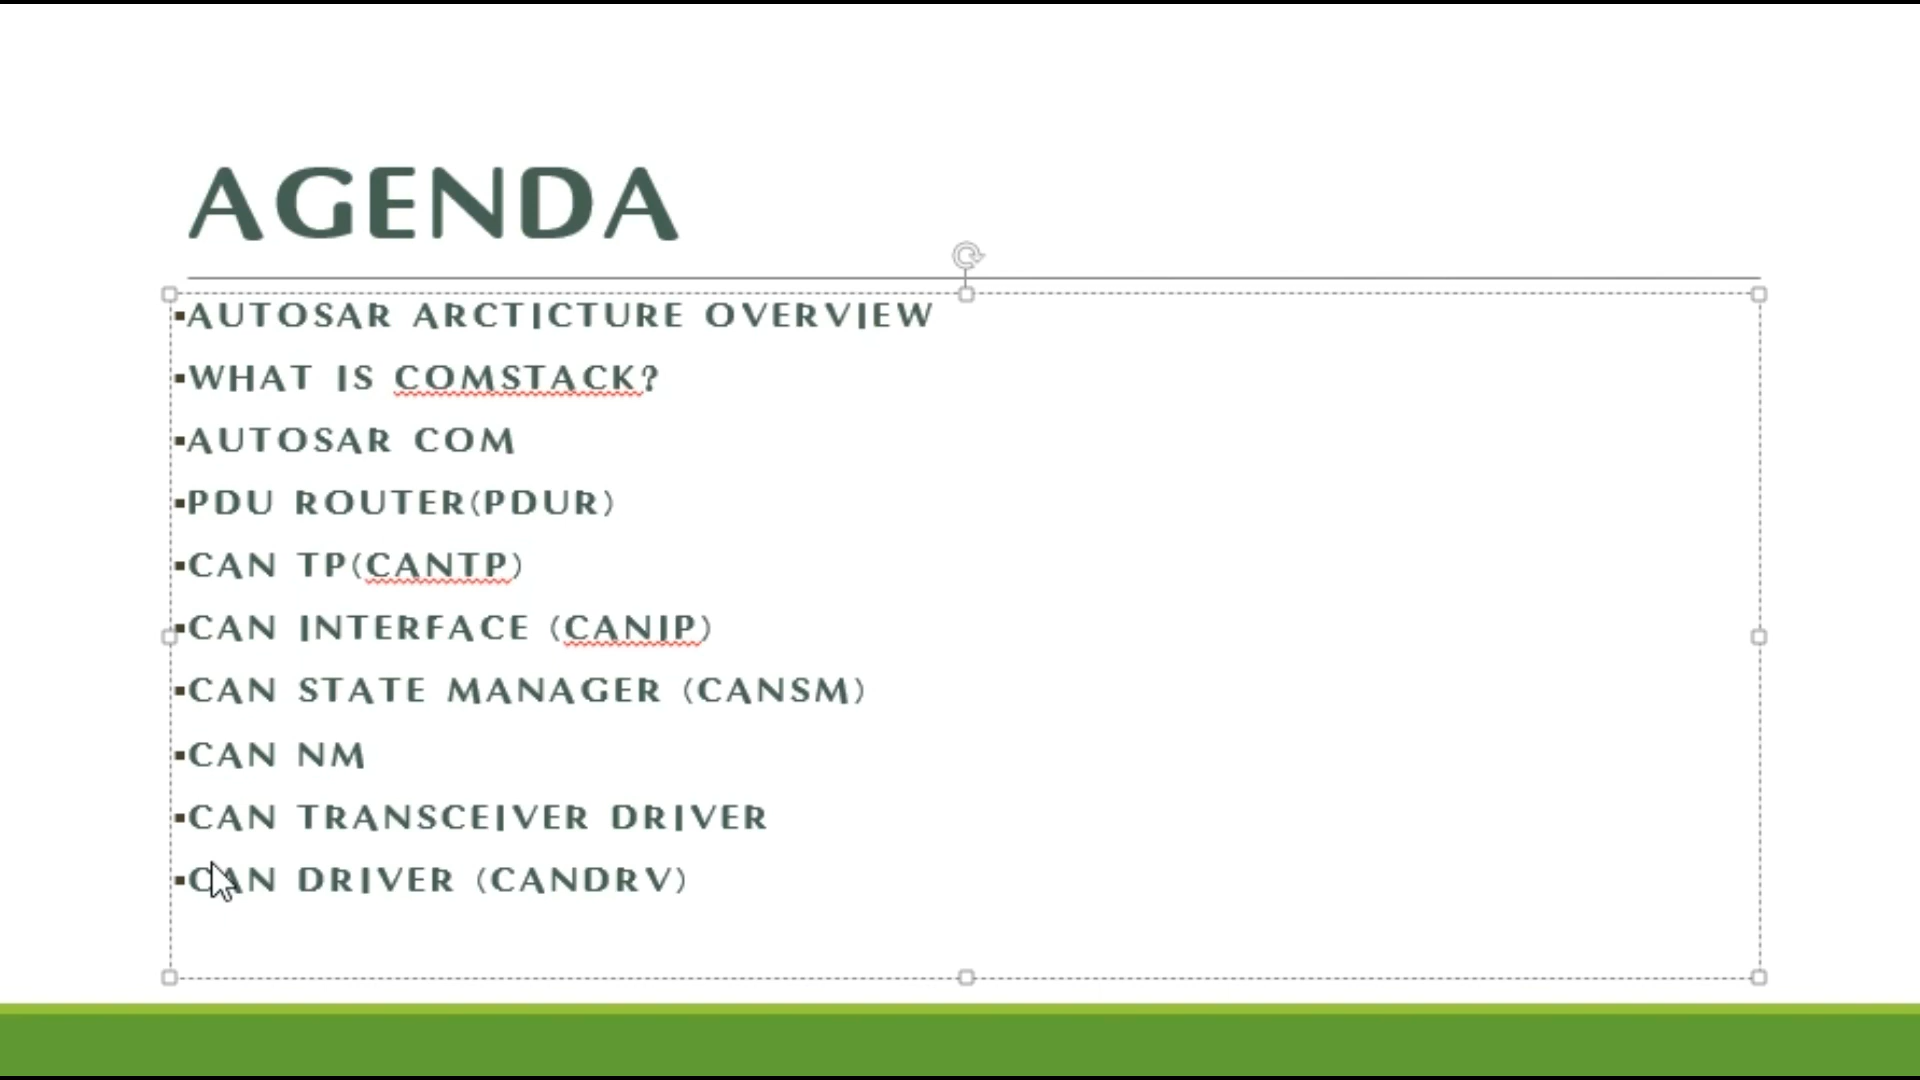 AGENDA
▪AUTOSAR ARCTICTURE OVERVIEW
▪WHAT IS COMSTACK?
▪AUTOSAR COM
▪PDU ROUTER(PDUR)
▪CAN TP(CANTP)
▪CAN INTERFACE (CANIP)
▪CAN STATE MANAGER (CANSM)
▪CAN NM
▪CAN TRANSCEIVER DRIVER
▪CAN DRIVER (CANDRV)